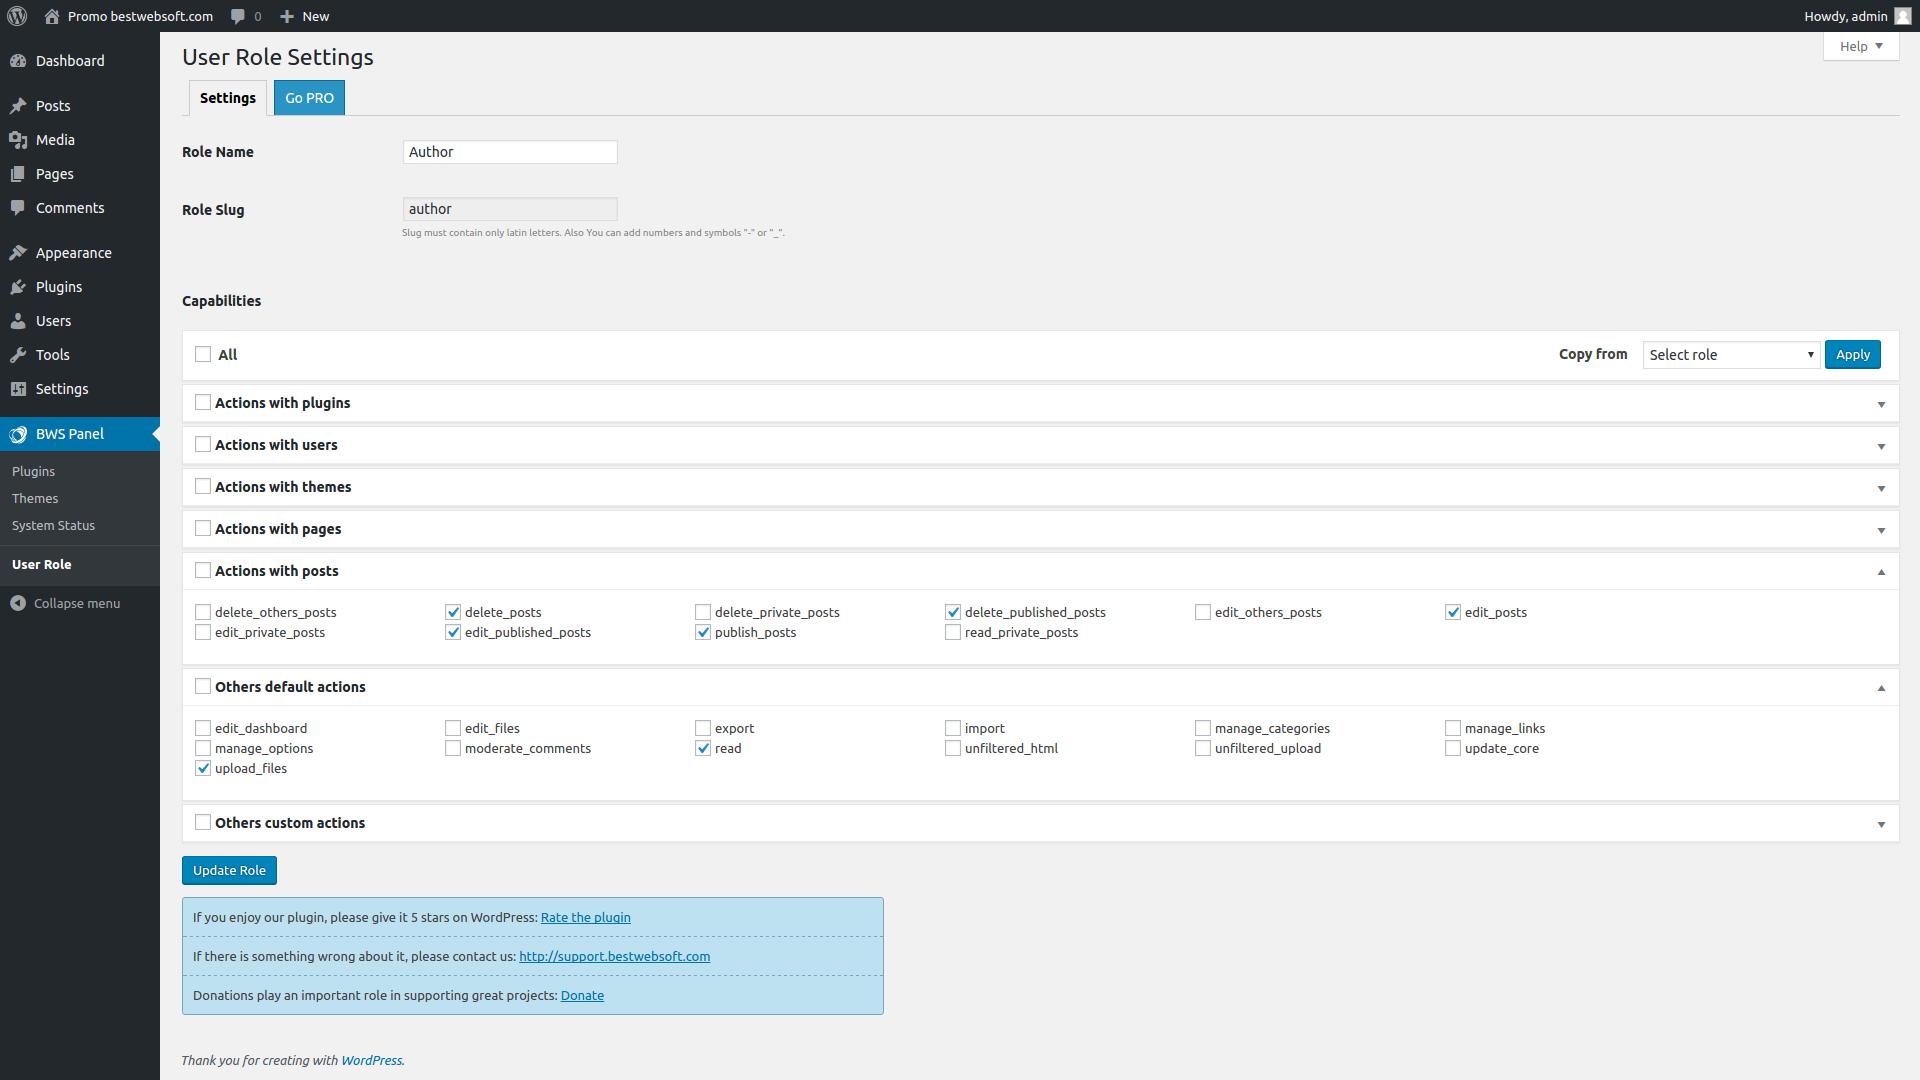 Promo bestwebsoft.com 0 New Howdy, admin
Dashboard
Posts
Media
Pages
Comments
Appearance
Plugins
Users
Tools
Settings
BWS Panel
Plugins
Themes
System Status
User Role
Collapse menu
User Role Settings
Help
Settings Go PRO
Role Name Author
Role Slug author
Slug must contain only latin letters. Also You can add numbers and symbols "-" or "_".
Capabilities
All Copy from Select role Apply
Actions with plugins
Actions with users
Actions with themes
Actions with pages
Actions with posts
delete_others_posts delete_posts delete_private_posts delete_published_posts edit_others_posts edit_posts
edit_private_posts edit_published_posts publish_posts read_private_posts
Others default actions
edit_dashboard edit_files export import manage_categories manage_links
manage_options moderate_comments read unfiltered_html unfiltered_upload update_core
upload_files
Others custom actions
Update Role
If you enjoy our plugin, please give it 5 stars on WordPress: Rate the plugin
If there is something wrong about it, please contact us: http://support.bestwebsoft.com
Donations play an important role in supporting great projects: Donate
Thank you for creating with WordPress.